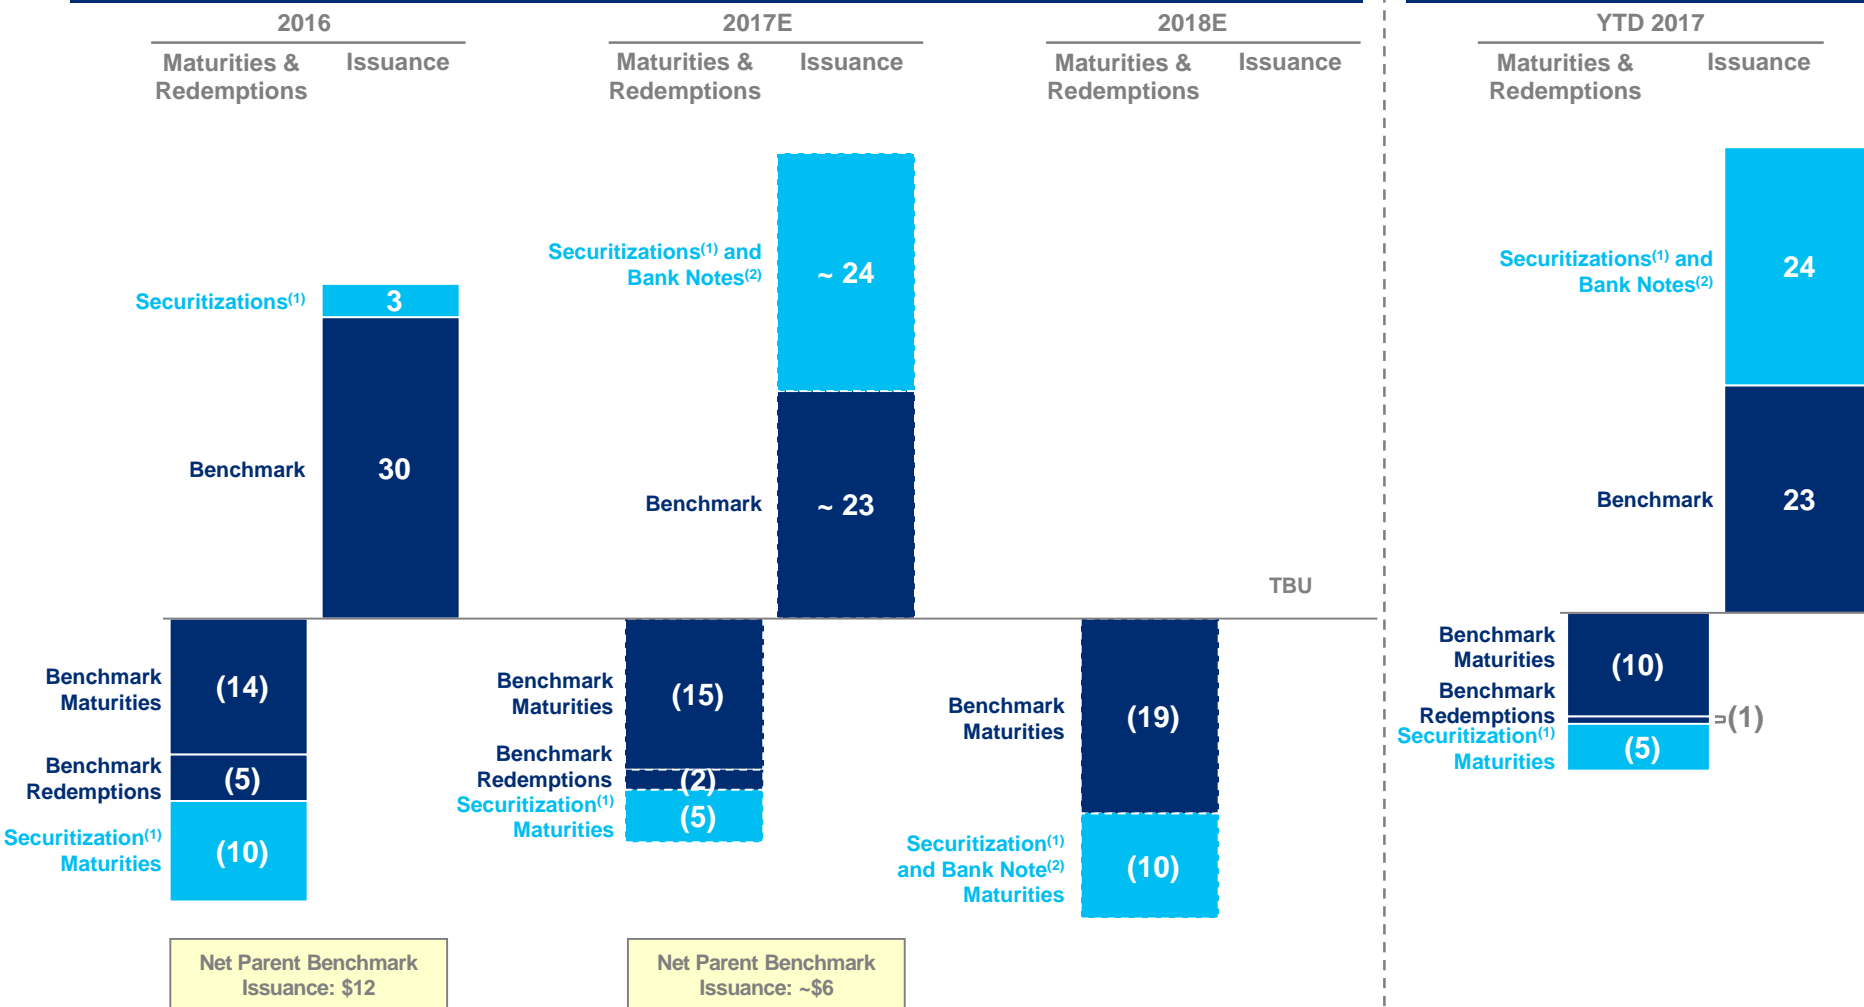 2016
Maturities & Redemptions
Issuance
Securitizations(1)
3
Benchmark
30
Benchmark
Maturities
(14)
Benchmark
Redemptions
(5)
Securitization(1)
Maturities
(10)
Net Parent Benchmark
Issuance: $12
2017E
Maturities &
Redemptions
Issuance
Securitizations(1) and
Bank Notes(2)
~ 24
Benchmark
~ 23
Benchmark
Maturities
(15)
Benchmark
Redemptions
(2)
Securitization(1)
Maturities
(5)
Net Parent Benchmark
Issuance: ~$6
2018E
Maturities &
Redemptions
Issuance
TBU
Benchmark
Maturities
(19)
Securitization(1)
and Bank Note(2)
Maturities
(10)
YTD 2017
Maturities &
Redemptions
Issuance
Securitizations(1) and
Bank Notes(2)
24
Benchmark
23
Benchmark
Maturities
(10)
Benchmark
Redemptions
(1)
Securitization(1)
Maturities
(5)